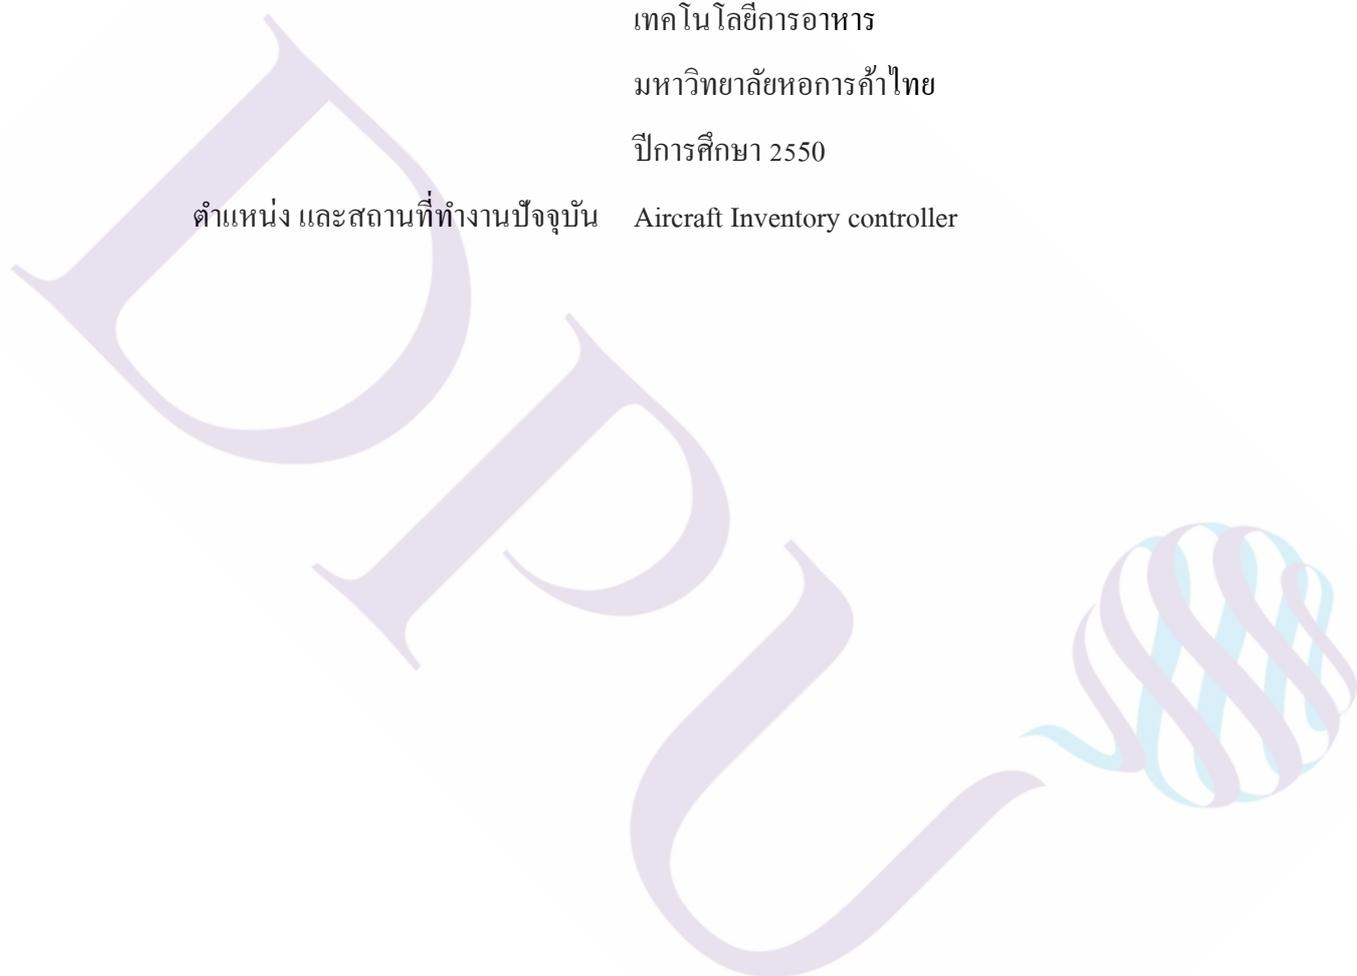 เทคโนโลยีการอาหาร
มหาวิทยาลัยหอการค้าไทย
ปีการศึกษา 2550
ตำแหน่ง และสถานที่ทำงานปัจจุบัน Aircraft Inventory controller
DPU